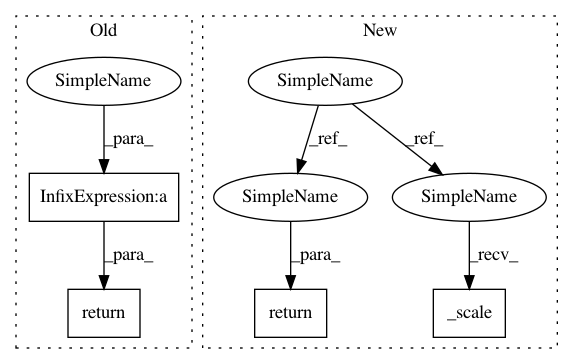 Old
New
SimpleName
SimpleName
_para_
_ref_
_ref_
InfixExpression:a
SimpleName
SimpleName
_para_
_para_
_recv_
return
return
_scale